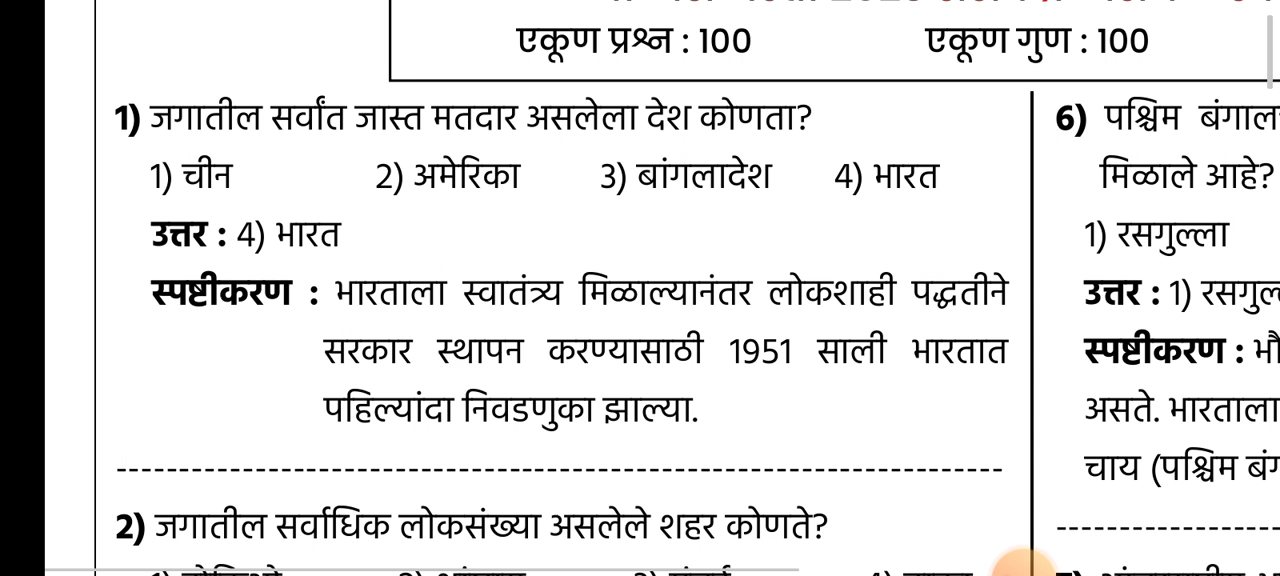 एकूण प्रश्न : 100 एकूण गुण : 100
1) जगातील सर्वांत जास्त मतदार असलेला देश कोणता?
1) चीन 2) अमेरिका 3) बांगलादेश 4) भारत
उत्तर : 4) भारत
स्पष्टीकरण : भारताला स्वातंत्र्य मिळाल्यानंतर लोकशाही पद्धतीने
सरकार स्थापन करण्यासाठी 1951 साली भारतात
पहिल्यांदा निवडणुका झाल्या.
2) जगातील सर्वाधिक लोकसंख्या असलेले शहर कोणते?
6) पश्चिम बंगाल
मिळाले आहे?
1) रसगुल्ला
उत्तर : 1)
स्पष्टीकरण :
असते. भारताला
चाय (पश्चिम